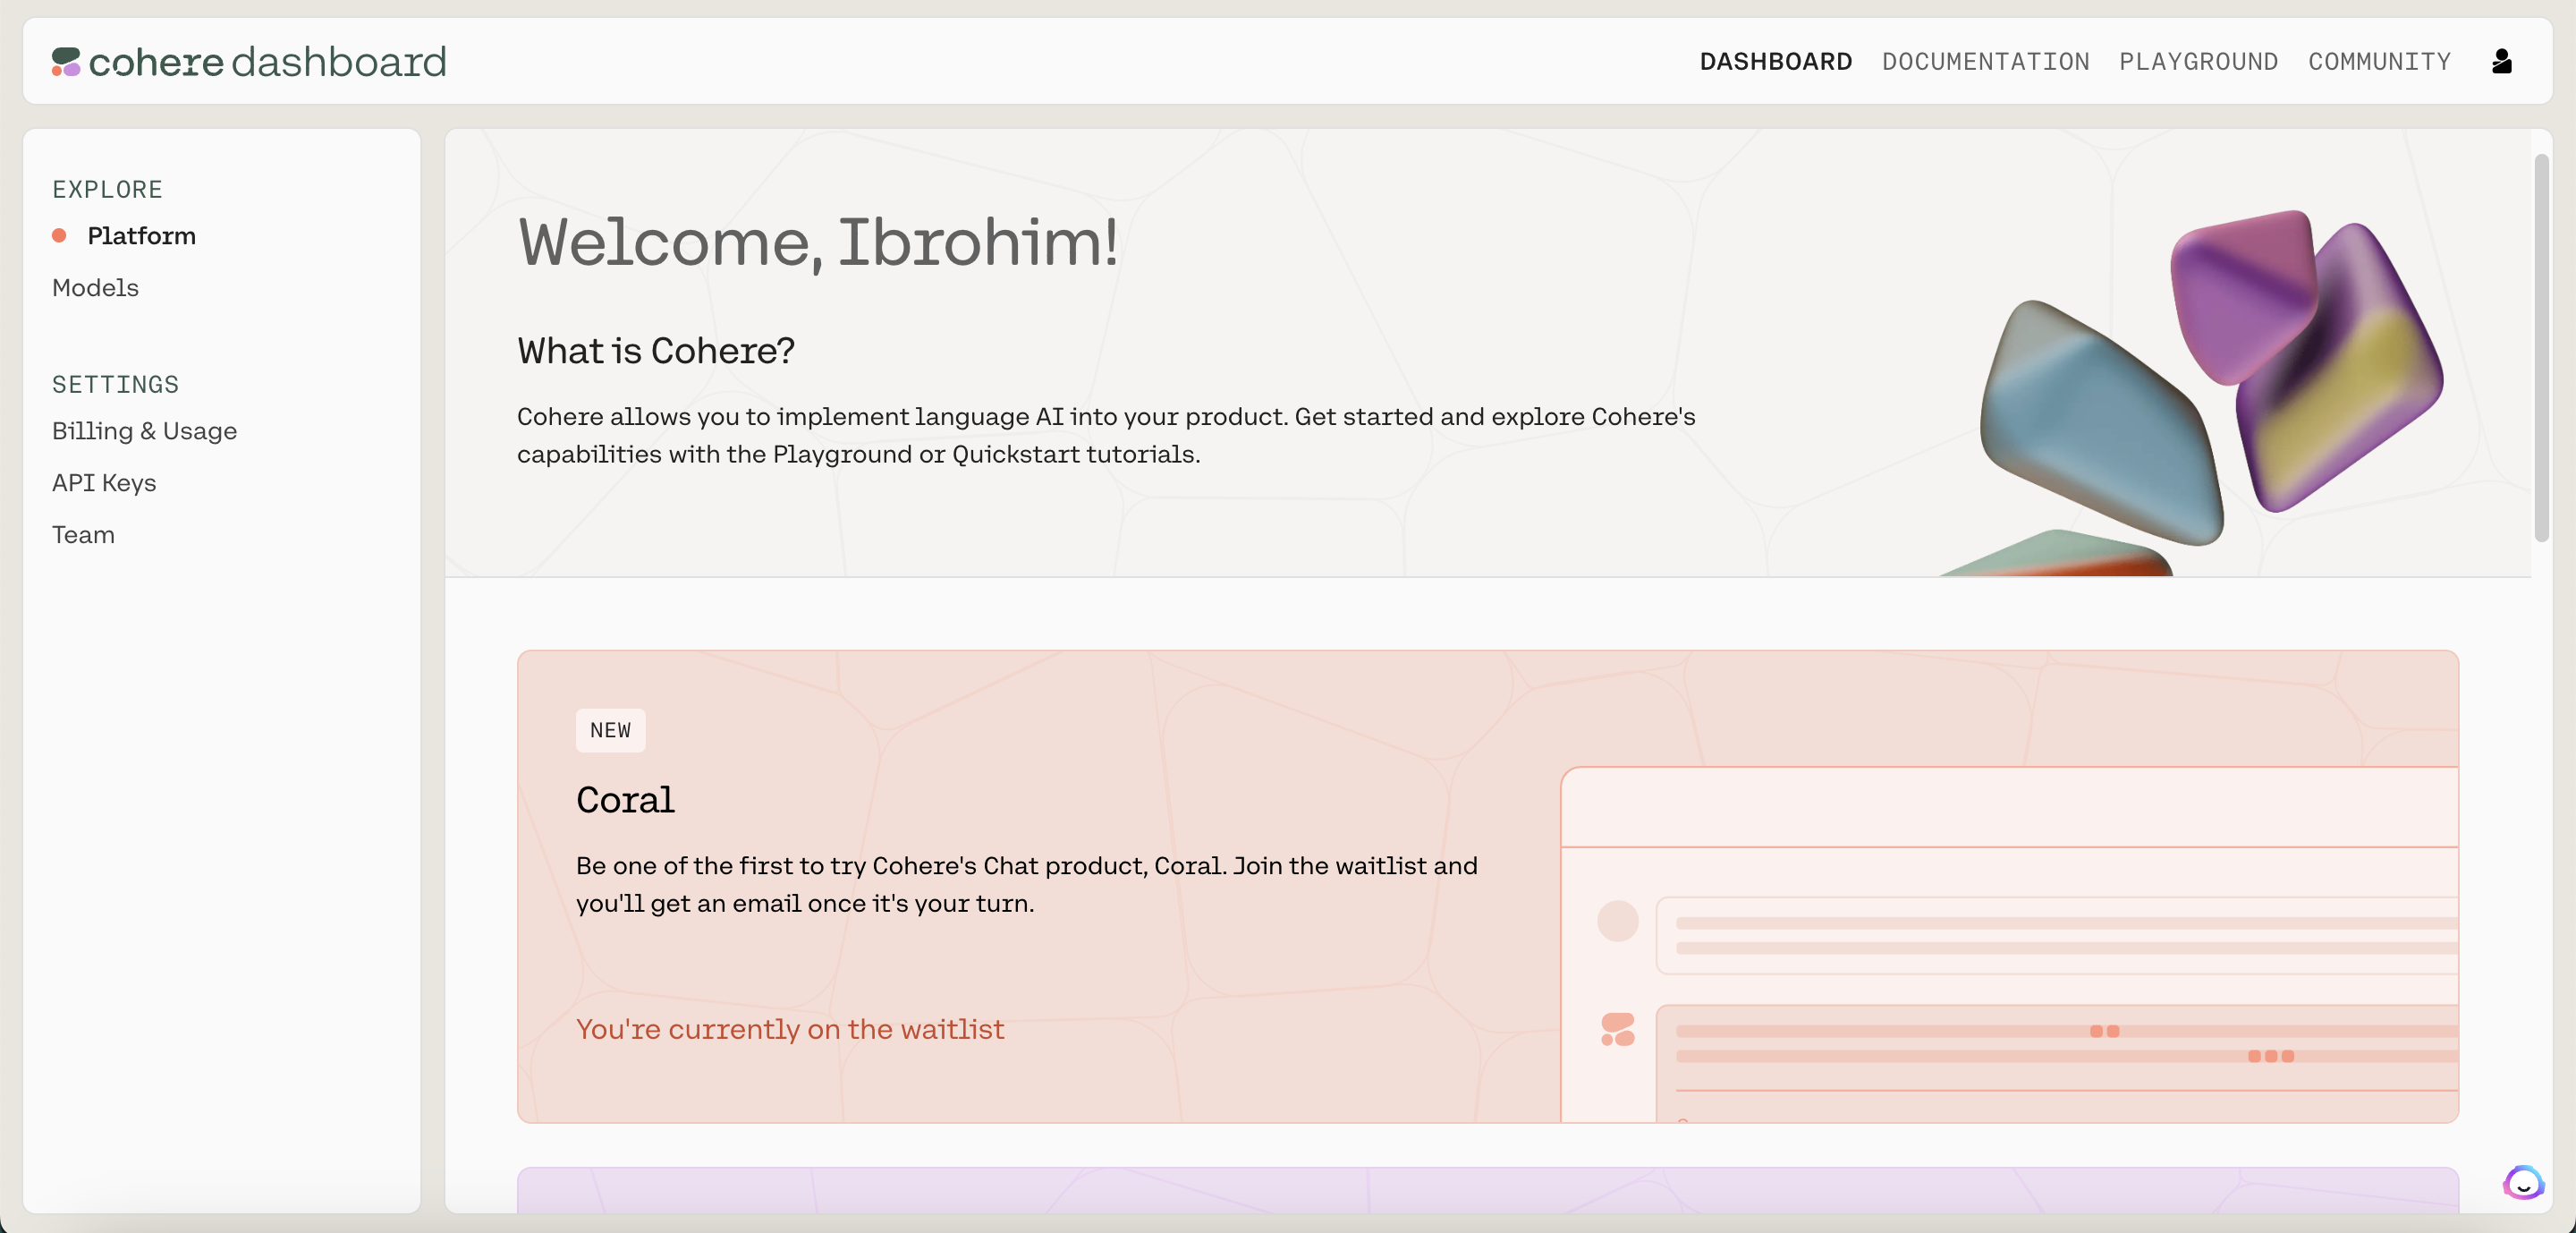 cohere dashboard
DASHBOARD DOCUMENTATION PLAYGROUND COMMUNITY
EXPLORE
Platform
Models
SETTINGS
Billing & Usage
API Keys
Team
Welcome, Ibrohim!
What is Cohere?
Cohere allows you to implement language AI into your product. Get started and explore Cohere's
capabilities with the Playground or Quickstart tutorials.
NEW
Coral
Be one of the first to try Cohere's Chat product, Coral. Join the waitlist and
you'll get an email once it's your turn.
You're currently on the waitlist